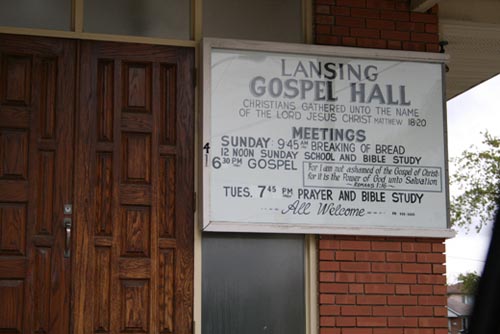 LANSING
GOSPEL HALL
CHRISTIANS GATHERED UNTO THE NAME
OF THE LORD JESUS CHRIST MATTHEW 18:20
MEETINGS
SUNDAY: 9:45 AM BREAKING OF BREAD
12 NOON SUNDAY SCHOOL AND BIBLE STUDY
6:30 PM GOSPEL
For I am not ashamed of the Gospel of Christ
for it is the Power of God unto Salvation
ROMANS 1:16
TUES. 7:45 PM PRAYER AND BIBLE STUDY
All Welcome
41